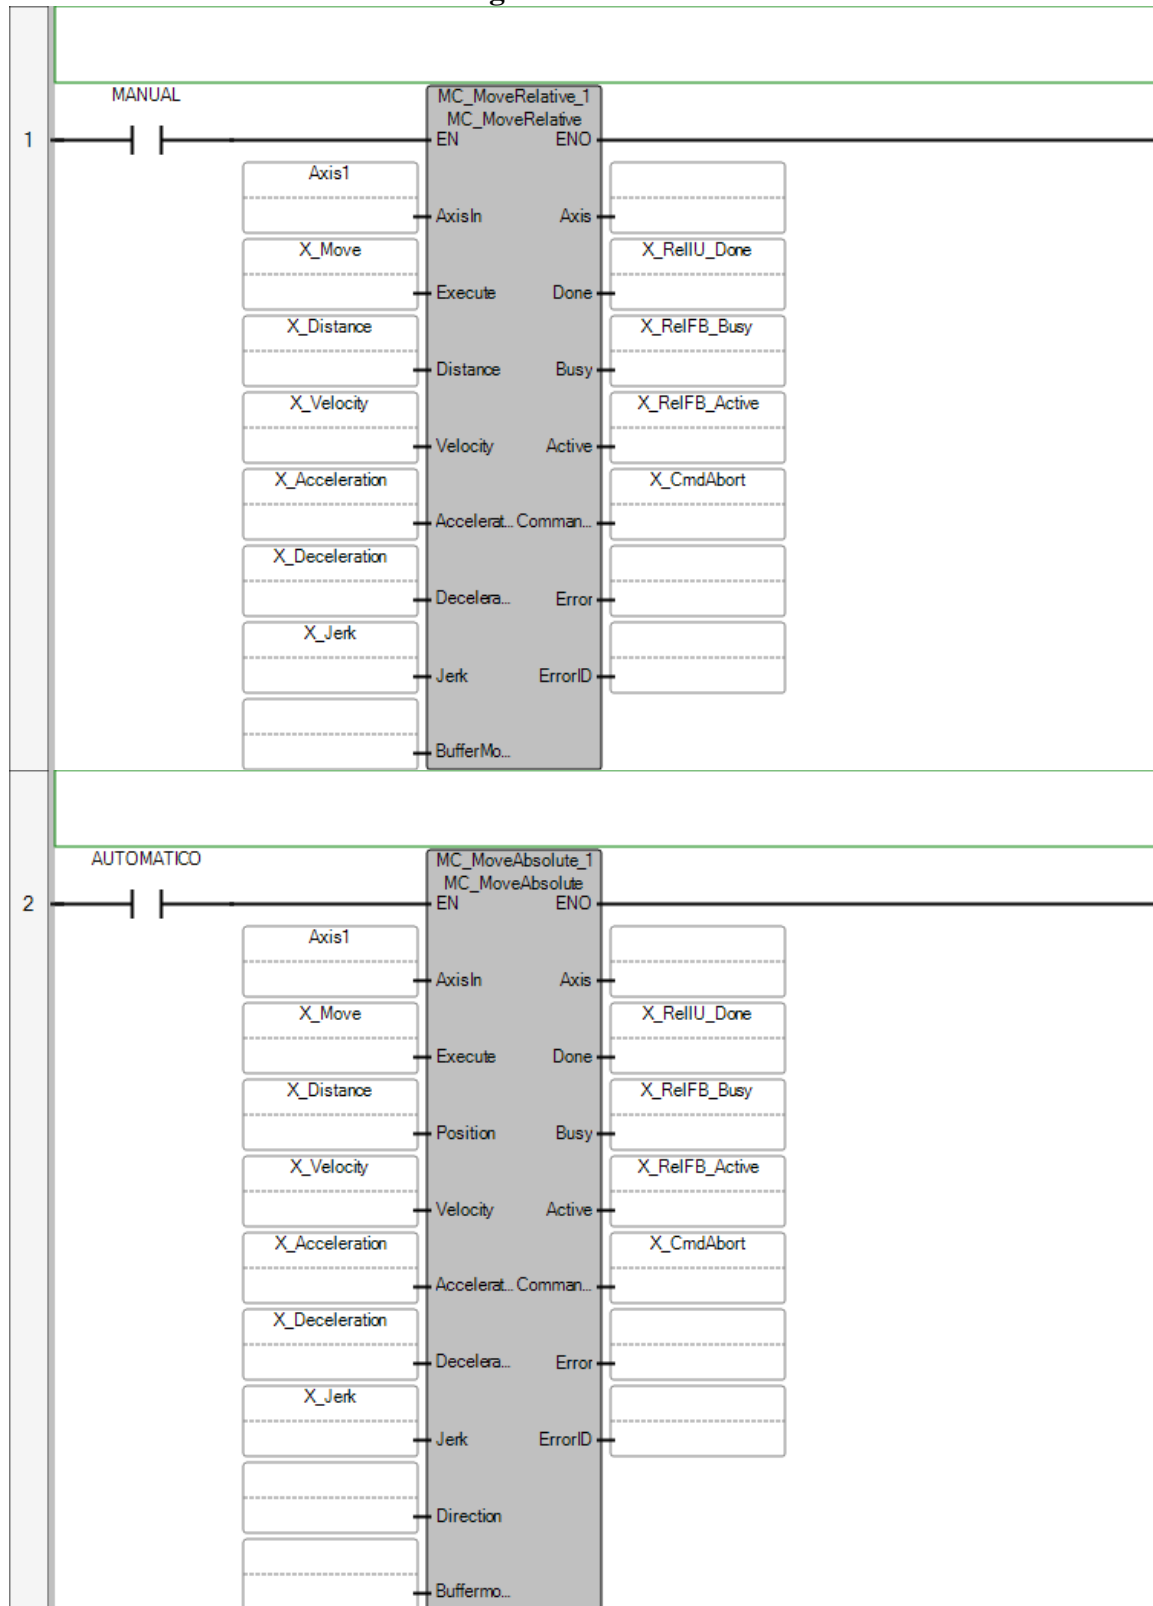 MANUAL
MC_MoveRelative_1
MC_MoveRelative
1
EN ENO
Axis1
AxisIn Axis
X_Move X_RelIU_Done
Execute Done
X_Distance X_RelFB_Busy
Distance Busy
X_Velocity X_RelFB_Active
Velocity Active
X_Acceleration X_CmdAbort
Accelerat... Comman...
X_Deceleration
Decelera... Error
X_Jerk
Jerk ErrorID
BufferMo...
AUTOMATICO
MC_MoveAbsolute_1
MC_MoveAbsolute
2
EN ENO
Axis1
AxisIn Axis
X_Move X_RelIU_Done
Execute Done
X_Distance X_RelFB_Busy
Position Busy
X_Velocity X_RelFB_Active
Velocity Active
X_Acceleration X_CmdAbort
Accelerat... Comman...
X_Deceleration
Decelera... Error
X_Jerk
Jerk ErrorID
Direction
Buffermo...